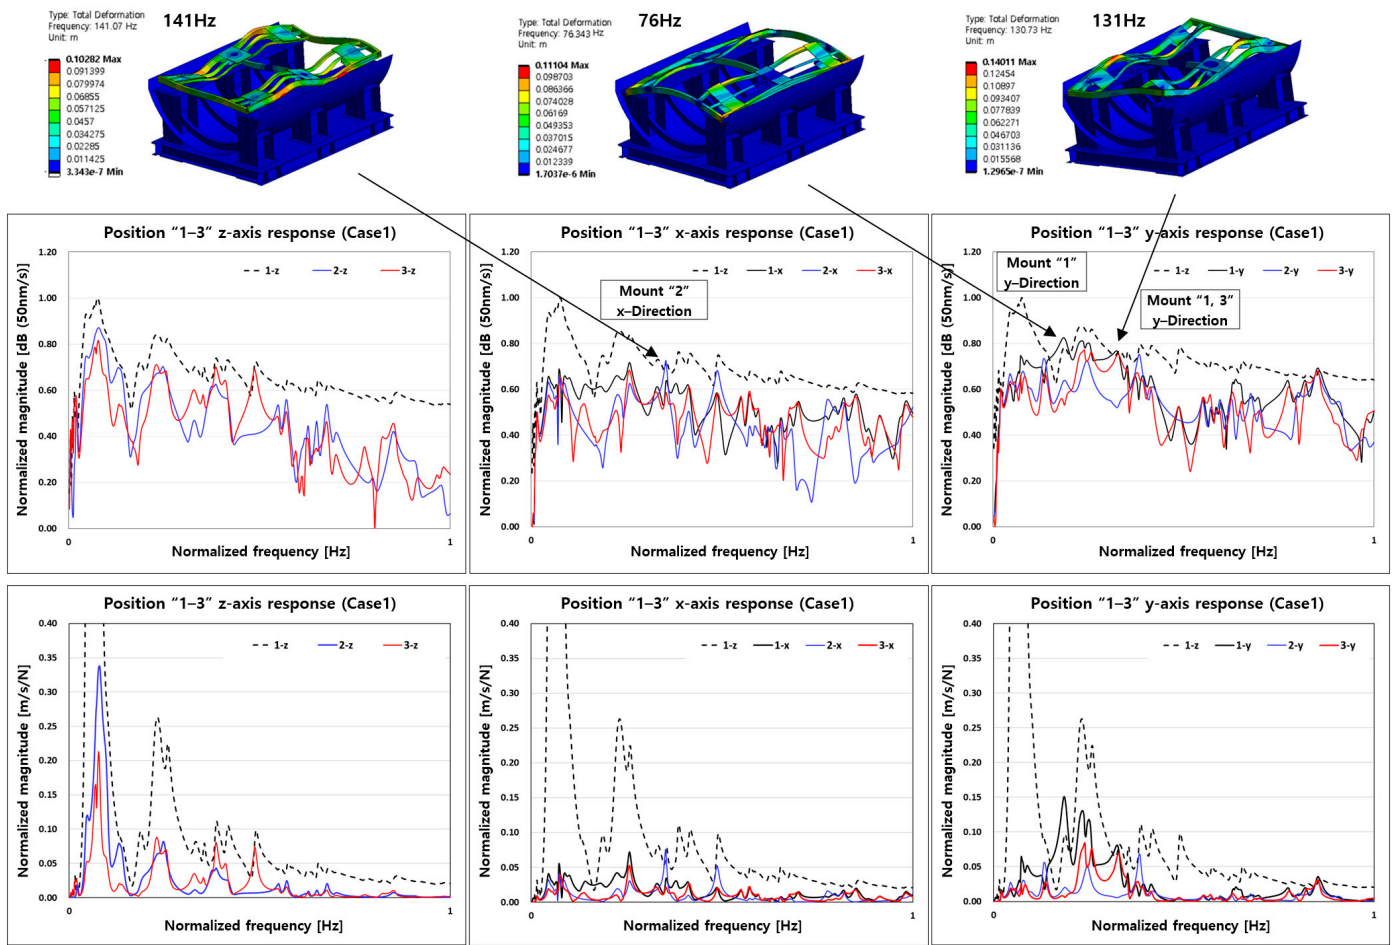 Type: Total Deformation
Frequency: 141.07 Hz
Unit: m
141Hz
0.10282 Max
0.091399
0.079974
0.06855
0.057125
0.0457
0.034275
0.02285
0.011425
3.343e-7 Min
Type: Total Deformation
Frequency: 76.343 Hz
Unit: m
76Hz
0.11104 Max
0.098703
0.086366
0.074028
0.06169
0.049353
0.037015
0.024677
0.012339
1.7037e-6 Min
Type: Total Deformation
Frequency: 130.73 Hz
Unit: m
131Hz
0.14011 Max
0.12454
0.10897
0.093407
0.077839
0.062271
0.046703
0.031136
0.015568
1.2965e-7 Min
Position “1–3” z-axis response (Case1)
Normalized magnitude [dB (50nm/s)]
1.20
1.00
0.80
0.60
0.40
0.20
0.00
1-z
2-z
3-z
0
1
Normalized frequency [Hz]
Position “1–3” x-axis response (Case1)
Normalized magnitude [dB (50nm/s)]
1.20
1.00
0.80
0.60
0.40
0.20
0.00
1-z
1-x
2-x
3-x
Mount “2”
x–Direction
0
1
Normalized frequency [Hz]
Position “1–3” y-axis response (Case1)
Normalized magnitude [dB (50nm/s)]
1.20
1.00
0.80
0.60
0.40
0.20
0.00
1-z
1-y
2-y
3-y
Mount “1”
y–Direction
Mount “1, 3”
y–Direction
0
1
Normalized frequency [Hz]
Position “1–3” z-axis response (Case1)
Normalized magnitude [m/s/N]
0.40
0.35
0.30
0.25
0.20
0.15
0.10
0.05
0.00
1-z
2-z
3-z
0
1
Normalized frequency [Hz]
Position “1–3” x-axis response (Case1)
Normalized magnitude [m/s/N]
0.40
0.35
0.30
0.25
0.20
0.15
0.10
0.05
0.00
1-z
1-x
2-x
3-x
0
1
Normalized frequency [Hz]
Position “1–3” y-axis response (Case1)
Normalized magnitude [m/s/N]
0.40
0.35
0.30
0.25
0.20
0.15
0.10
0.05
0.00
1-z
1-y
2-y
3-y
0
1
Normalized frequency [Hz]